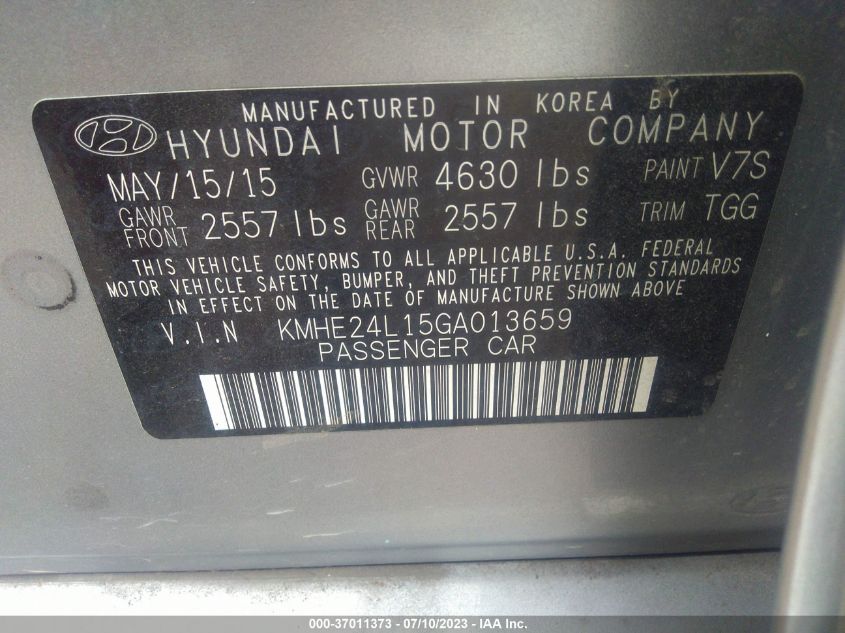 MANUFACTURED IN KOREA BY
HYUNDAI MOTOR COMPANY
MAY/15/15 GVWR 4630 lbs PAINT V7S
GAWR FRONT 2557 lbs GAWR REAR 2557 lbs TRIM TGG
THIS VEHICLE CONFORMS TO ALL APPLICABLE U.S.A. FEDERAL
MOTOR VEHICLE SAFETY, BUMPER, AND THEFT PREVENTION STANDARDS
IN EFFECT ON THE DATE OF MANUFACTURE SHOWN ABOVE
V.I.N KMHE24L15GA013659
PASSENGER CAR
000-37011373 - 07/10/2023 - IAA, Inc.